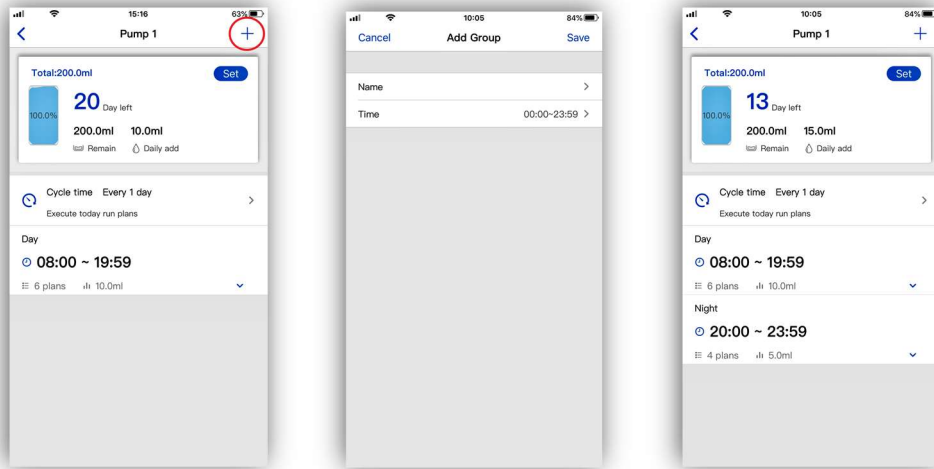 15:16
63%
Pump 1
Total:200.0ml
Set
100.0%
20 Day left
200.0ml 10.0ml
Remain Daily add
Cycle time Every 1 day
Execute today run plans
Day
08:00 ~ 19:59
6 plans 10.0ml
10:05
84%
Cancel Add Group Save
Name
Time 00:00~23:59
10:05
84%
Pump 1
Total:200.0ml
Set
100.0%
13 Day left
200.0ml 15.0ml
Remain Daily add
Cycle time Every 1 day
Execute today run plans
Day
08:00 ~ 19:59
6 plans 10.0ml
Night
20:00 ~ 23:59
4 plans 5.0ml